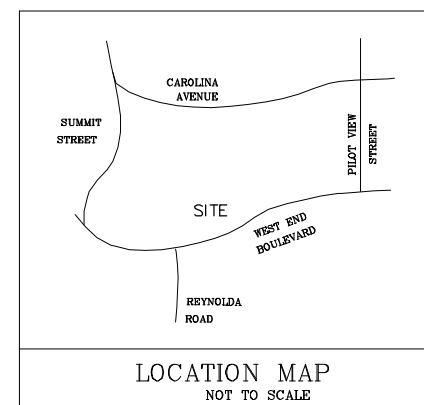 CAROLINA
AVENUE
SUMMIT
STREET
PILOT VIEW
STREET
SITE
WEST END
BOULEVARD
REYNOLDA
ROAD
LOCATION MAP
NOT TO SCALE